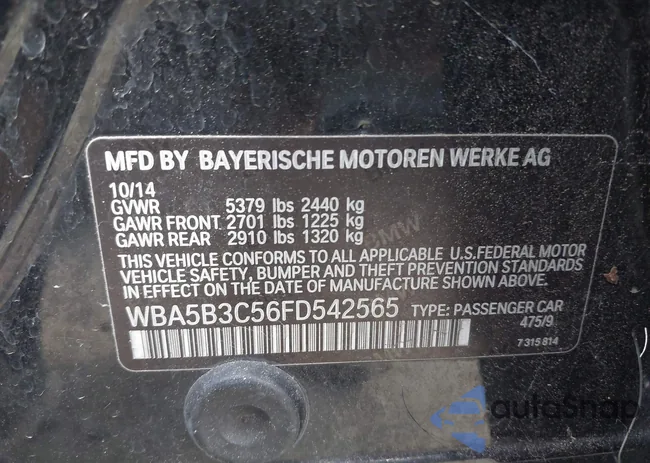 MFD BY BAYERISCHE MOTOREN WERKE AG
10/14
GVWR 5379 lbs 2440 kg
GAWR FRONT 2701 lbs 1225 kg
GAWR REAR 2910 lbs 1320 kg
THIS VEHICLE CONFORMS TO ALL APPLICABLE U.S.FEDERAL MOTOR
VEHICLE SAFETY, BUMPER AND THEFT PREVENTION STANDARDS
IN EFFECT ON THE DATE OF MANUFACTURE SHOWN ABOVE.
WBA5B3C56FD542565 TYPE: PASSENGER CAR
475/9
7 315 814
autoSnap